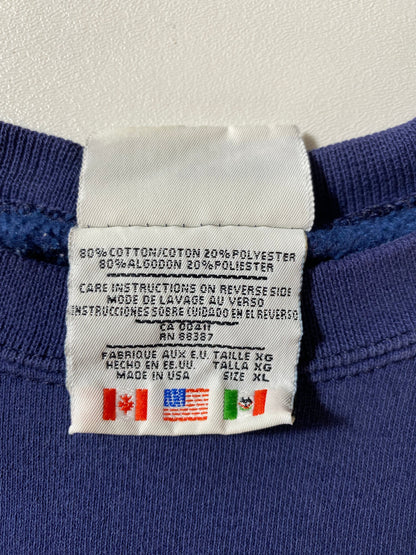 80% COTTON/COTON 20% POLYESTER
80% ALGODON 20% POLIESTER
CARE INSTRUCTIONS ON REVERSE SIDE
MODE DE LAVAGE AU VERSO
INSTRUCCIONES SOBRE CUIDADO EN EL REVERSO
CA 00411
RN 88387
FABRIQUE AUX E.U. TAILLE XG
HECHO EN EE.UU. TALLA XG
MADE IN USA SIZE XL